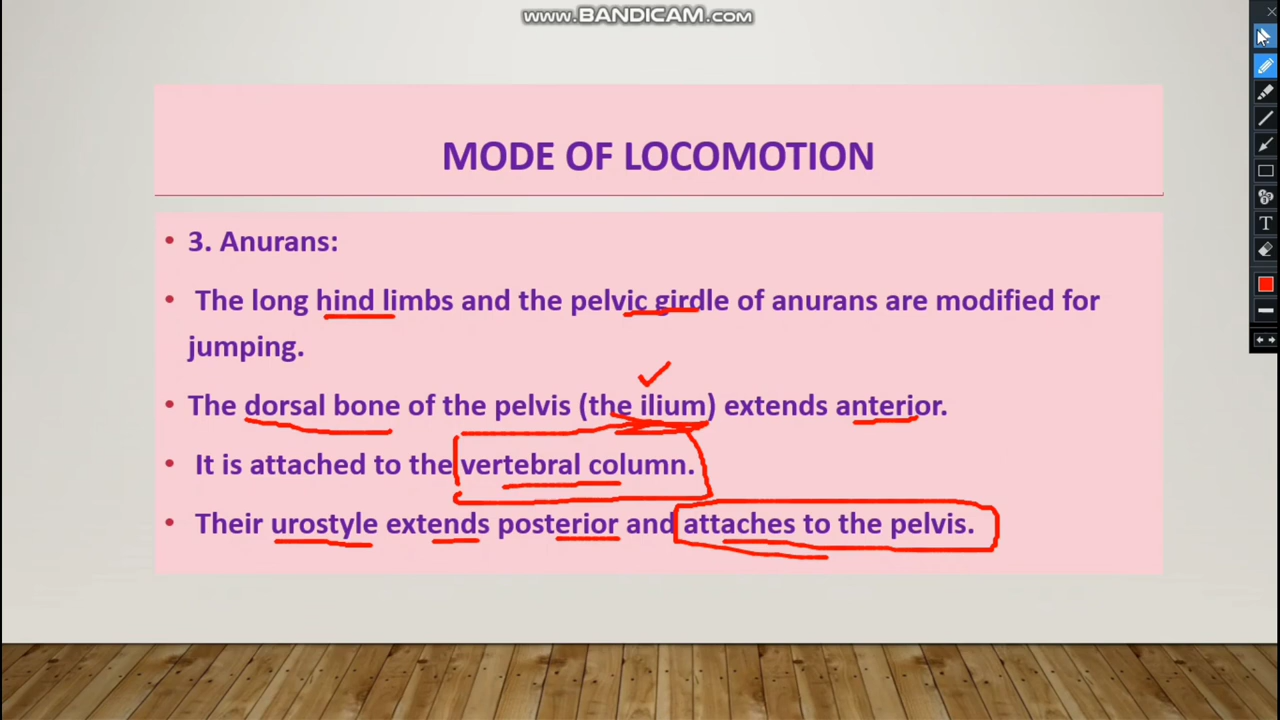 www.BANDICAM.com
MODE OF LOCOMOTION
• 3. Anurans:
• The long hind limbs and the pelvic girdle of anurans are modified for
jumping.
• The dorsal bone of the pelvis (the ilium) extends anterior.
• It is attached to the vertebral column.
• Their urostyle extends posterior and attaches to the pelvis.
T